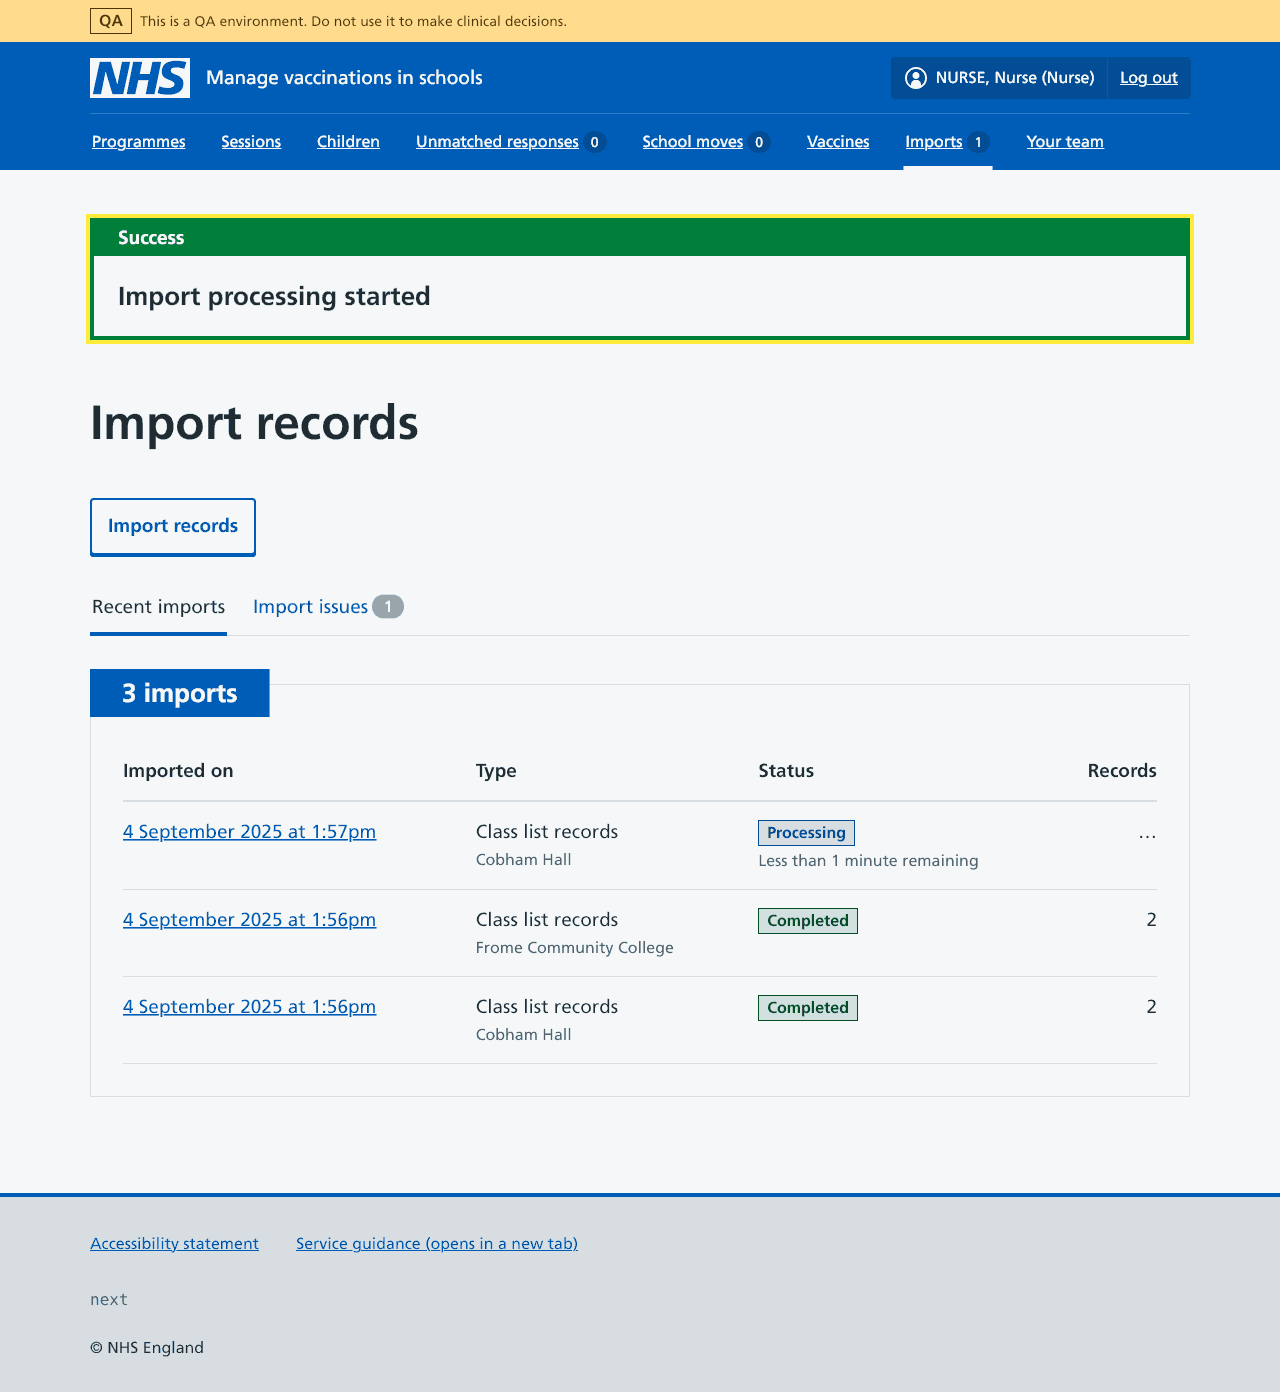 QA This is a QA environment. Do not use it to make clinical decisions.
NHS Manage vaccinations in schools NURSE, Nurse (Nurse) Log out
Programmes Sessions Children Unmatched responses 0 School moves 0 Vaccines Imports 1 Your team
Success
Import processing started
Import records
Import records
Recent imports Import issues 1
3 imports
Imported on Type Status Records
4 September 2025 at 1:57pm Class list records Processing ...
Cobham Hall Less than 1 minute remaining
4 September 2025 at 1:56pm Class list records Completed 2
Frome Community College
4 September 2025 at 1:56pm Class list records Completed 2
Cobham Hall
Accessibility statement Service guidance (opens in a new tab)
next
© NHS England